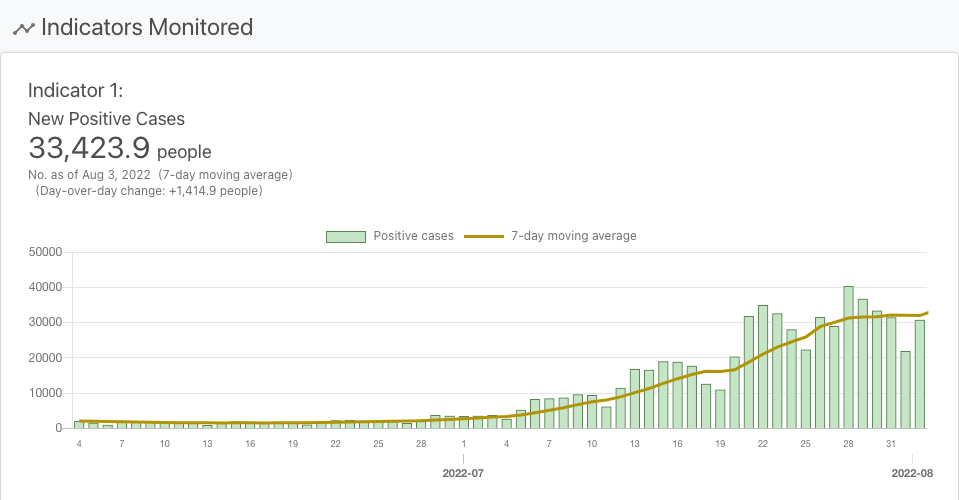 Indicators Monitored
Indicator 1:
New Positive Cases
33,423.9 people
No. as of Aug 3, 2022 (7-day moving average)
(Day-over-day change: +1,414.9 people)
Positive cases 7-day moving average
50000
40000
30000
20000
10000
0
4 7 10 13 16 19 22 25 28 1 4 7 10 13 16 19 22 25 28 31
2022-07 2022-08